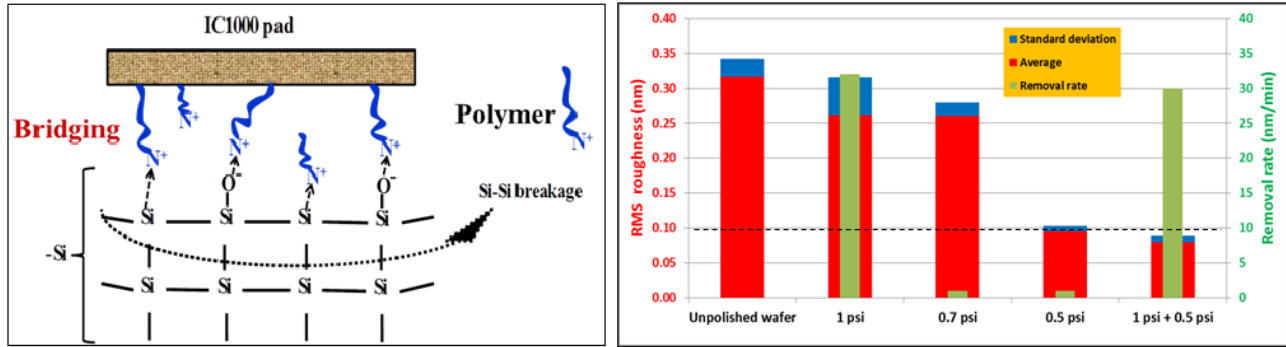 IC1000 pad
Bridging
Polymer
N⁺
N⁺
N⁺
N⁺
N⁺
O⁻
O⁻
Si-Si breakage
Si Si Si Si
-Si
Si Si Si Si
0.40
0.35
0.30
0.25
0.20
0.15
0.10
0.05
0.00
RMS roughness (nm)
Standard deviation
Average
Removal rate
40
35
30
25
20
15
10
5
0
Removal rate (nm/min)
Unpolished wafer 1 psi 0.7 psi 0.5 psi 1 psi + 0.5 psi